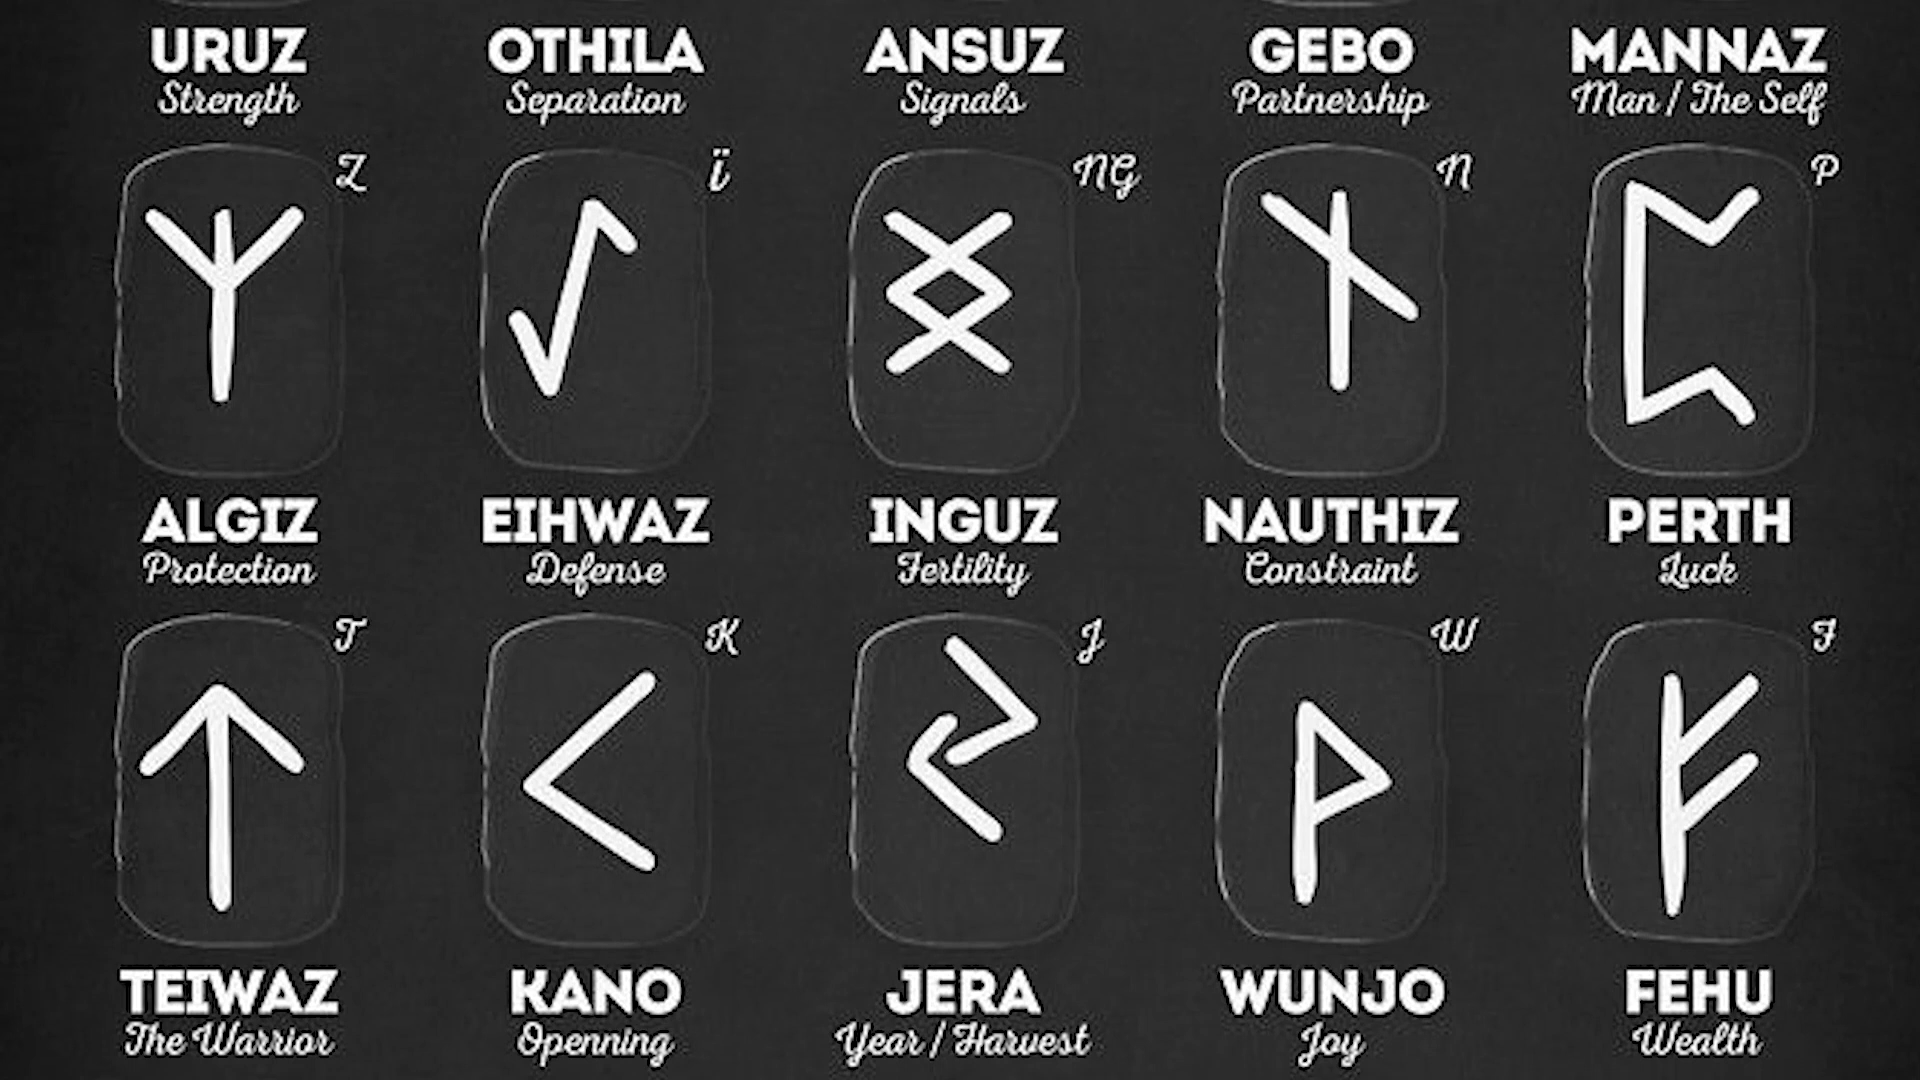 URUZ OTHILA ANSUZ GEBO MANNAZ
Strength Separation Signals Partnership Man / The Self
Z Ï NG N P
ᛉ ᛇ ᛝ ᚾ ᛈ
ALGIZ EIHWAZ INGUZ NAUTHIZ PERTH
Protection Defense Fertility Constraint Luck
T K J W F
ᛏ ᚲ ᛃ ᚹ ᚠ
TEIWAZ KANO JERA WUNJO FEHU
The Warrior Openning Year / Harvest Joy Wealth